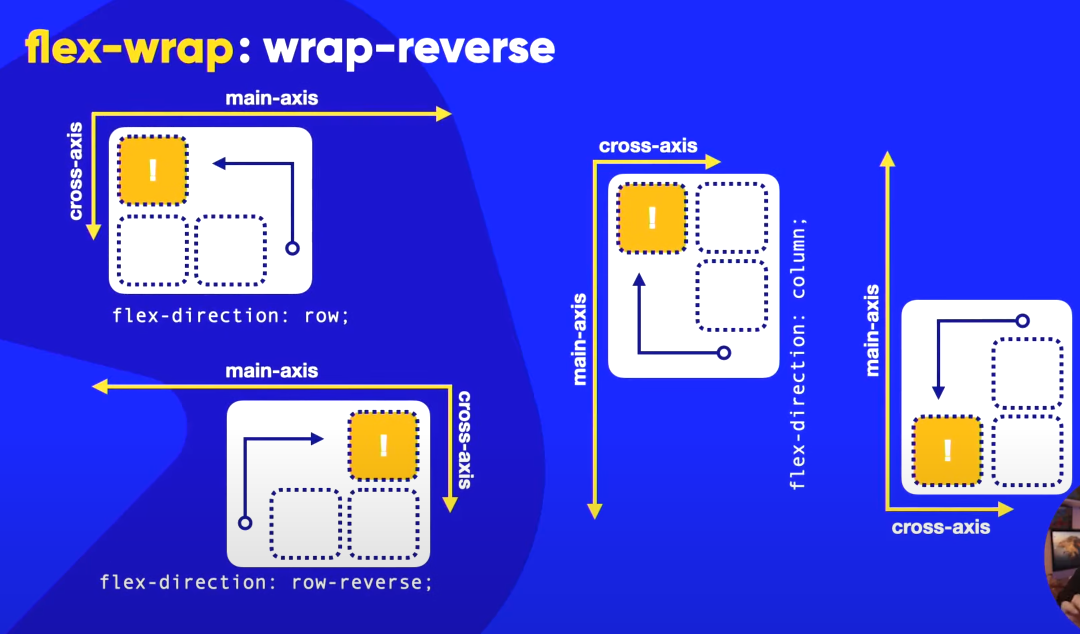 flex-wrap: wrap-reverse
main-axis
cross-axis
!
flex-direction: row;
main-axis
cross-axis
!
flex-direction: row-reverse;
cross-axis
main-axis
!
flex-direction: column;
main-axis
!
cross-axis